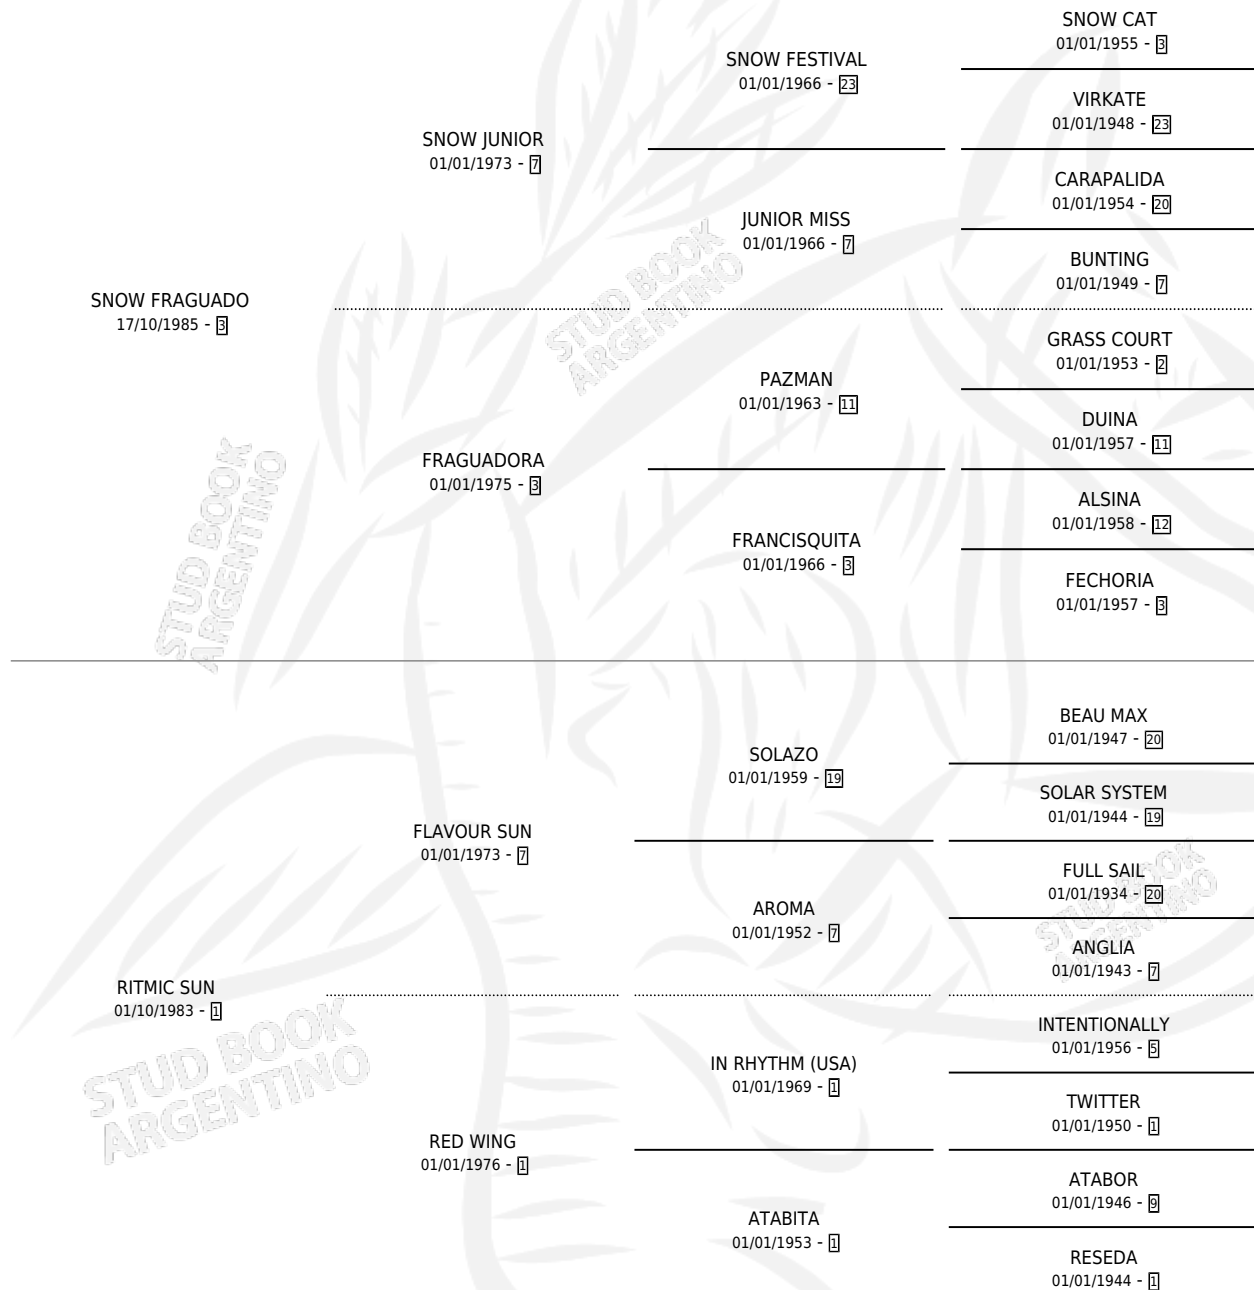 SNOW CAT
01/01/1955 - 3
SNOW FESTIVAL
01/01/1966 - 23
VIRKATE
01/01/1948 - 23
SNOW JUNIOR
01/01/1973 - 7
CARAPALIDA
01/01/1954 - 20
JUNIOR MISS
01/01/1966 - 7
BUNTING
01/01/1949 - 7
SNOW FRAGUADO
17/10/1985 - 3
GRASS COURT
01/01/1953 - 2
PAZMAN
01/01/1963 - 11
DUINA
01/01/1957 - 11
FRAGUADORA
01/01/1975 - 3
ALSINA
01/01/1958 - 12
FRANCISQUITA
01/01/1966 - 3
FECHORIA
01/01/1957 - 3
BEAU MAX
01/01/1947 - 20
SOLAZO
01/01/1959 - 19
SOLAR SYSTEM
01/01/1944 - 19
FLAVOUR SUN
01/01/1973 - 7
FULL SAIL
01/01/1934 - 20
AROMA
01/01/1952 - 7
ANGLIA
01/01/1943 - 7
RITMIC SUN
01/10/1983 - 1
INTENTIONALLY
01/01/1956 - 5
IN RHYTHM (USA)
01/01/1969 - 1
TWITTER
01/01/1950 - 1
RED WING
01/01/1976 - 1
ATABOR
01/01/1946 - 9
ATABITA
01/01/1953 - 1
RESEDA
01/01/1944 - 1
STUD BOOK
ARGENTINO
STUD BOOK
ARGENTINO
STUD BOOK
ARGENTINO
STUD BOOK
ARGENTINO